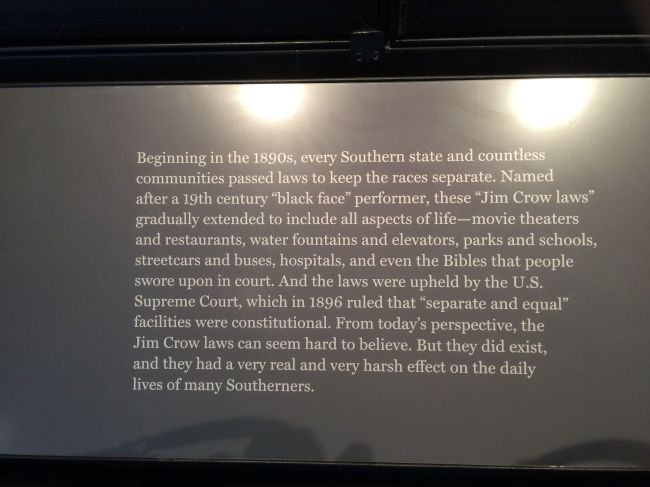 Beginning in the 1890s, every Southern state and countless
communities passed laws to keep the races separate. Named
after a 19th century “black face” performer, these “Jim Crow laws”
gradually extended to include all aspects of life—movie theaters
and restaurants, water fountains and elevators, parks and schools,
streetcars and buses, hospitals, and even the Bibles that people
swore upon in court. And the laws were upheld by the U.S.
Supreme Court, which in 1896 ruled that “separate and equal”
facilities were constitutional. From today’s perspective, the
Jim Crow laws can seem hard to believe. But they did exist,
and they had a very real and very harsh effect on the daily
lives of many Southerners.